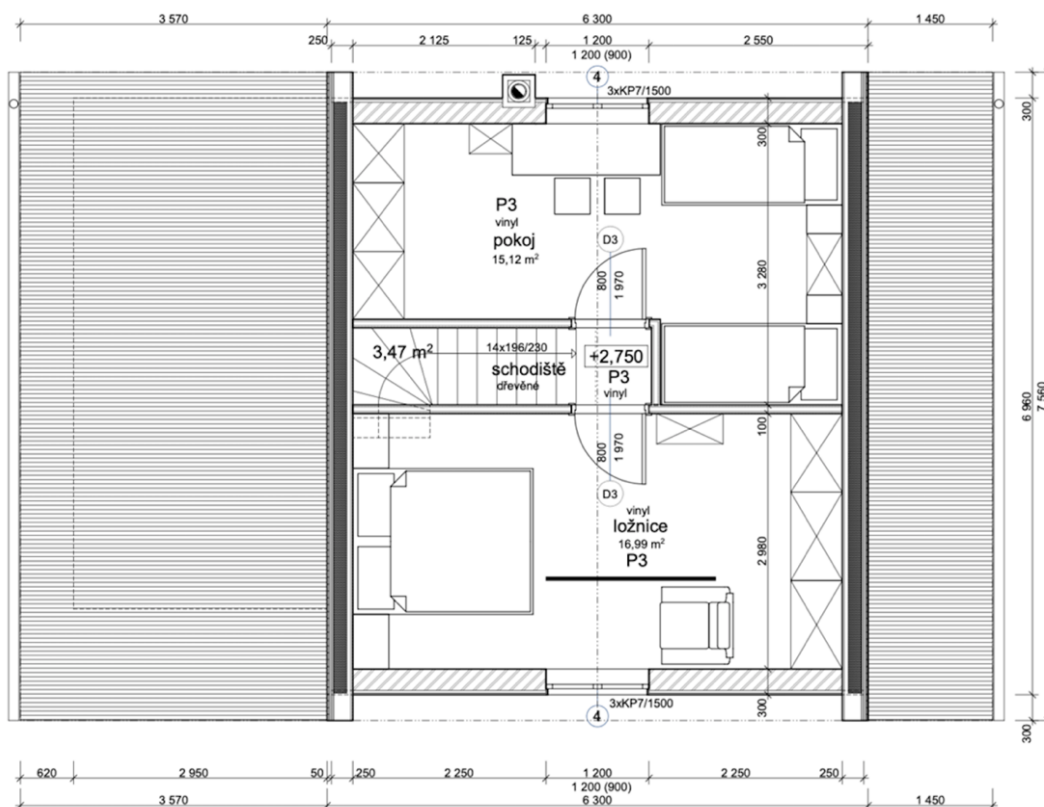 3 570
6 300
1 450
250
2 125
125
1 200
2 550
1 200 (900)
4
3xKP7/1500
300
300
P3
vinyl
pokoj
15,12 m²
D3
800
1 970
3 280
3,47 m²
14x196/230
schodiště
dřevěné
+2,750
P3
vinyl
6 960
7 560
100
800
1 970
D3
vinyl
ložnice
16,99 m²
P3
2 980
3xKP7/1500
4
300
300
620
2 950
50
250
2 250
1 200
2 250
250
1 200 (900)
3 570
6 300
1 450